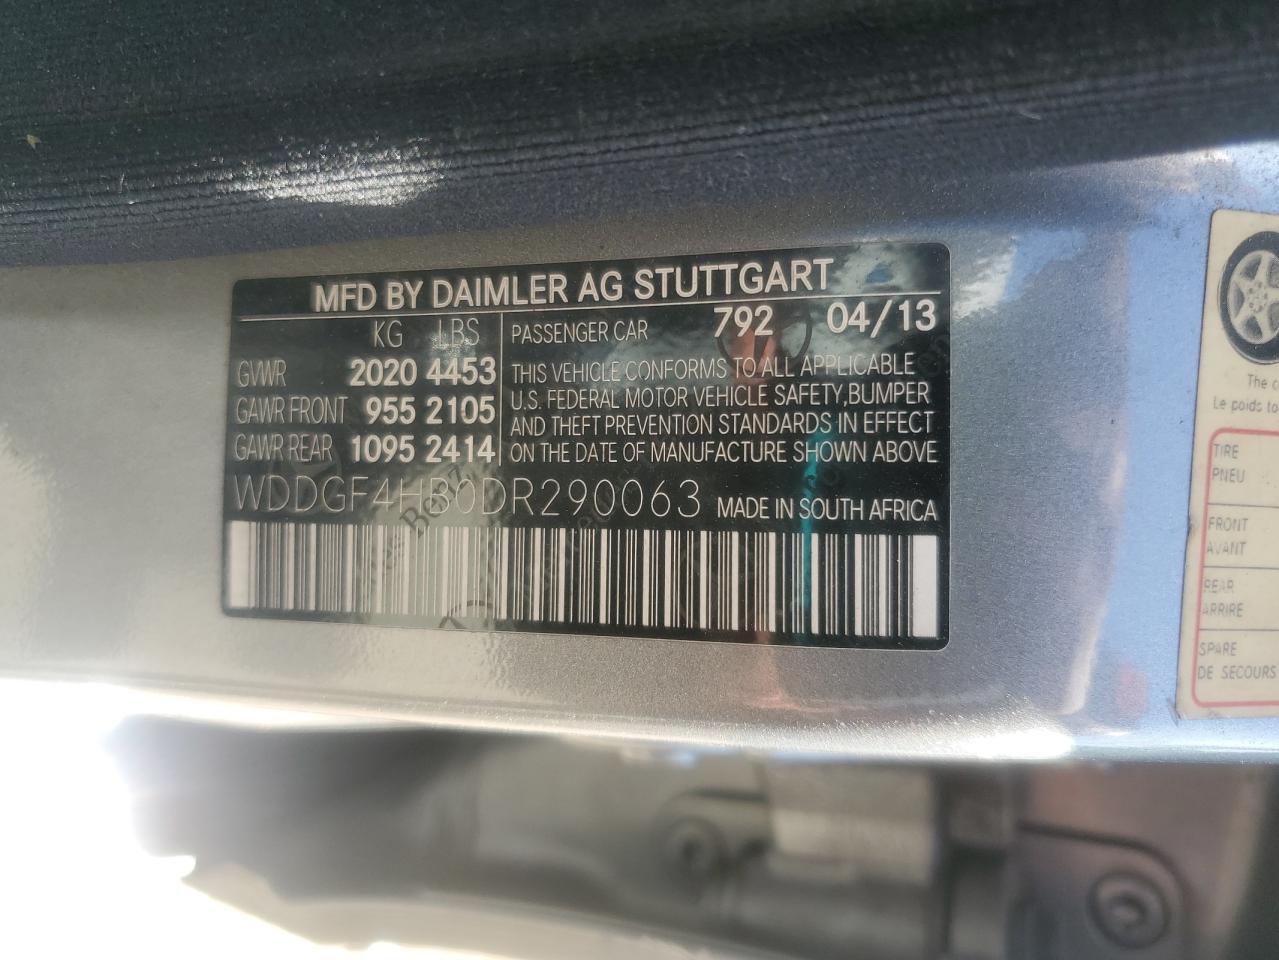 MFD BY DAIMLER AG STUTTGART
KG LBS
GVWR 2020 4453
GAWR FRONT 955 2105
GAWR REAR 1095 2414
PASSENGER CAR 792 04/13
THIS VEHICLE CONFORMS TO ALL APPLICABLE
U.S. FEDERAL MOTOR VEHICLE SAFETY, BUMPER
AND THEFT PREVENTION STANDARDS IN EFFECT
ON THE DATE OF MANUFACTURE SHOWN ABOVE
WDDGF4HB0DR290063 MADE IN SOUTH AFRICA
The
Le poids
TIRE
PNEU
FRONT
AVANT
REAR
ARRIRE
SPARE
DE SECOURS